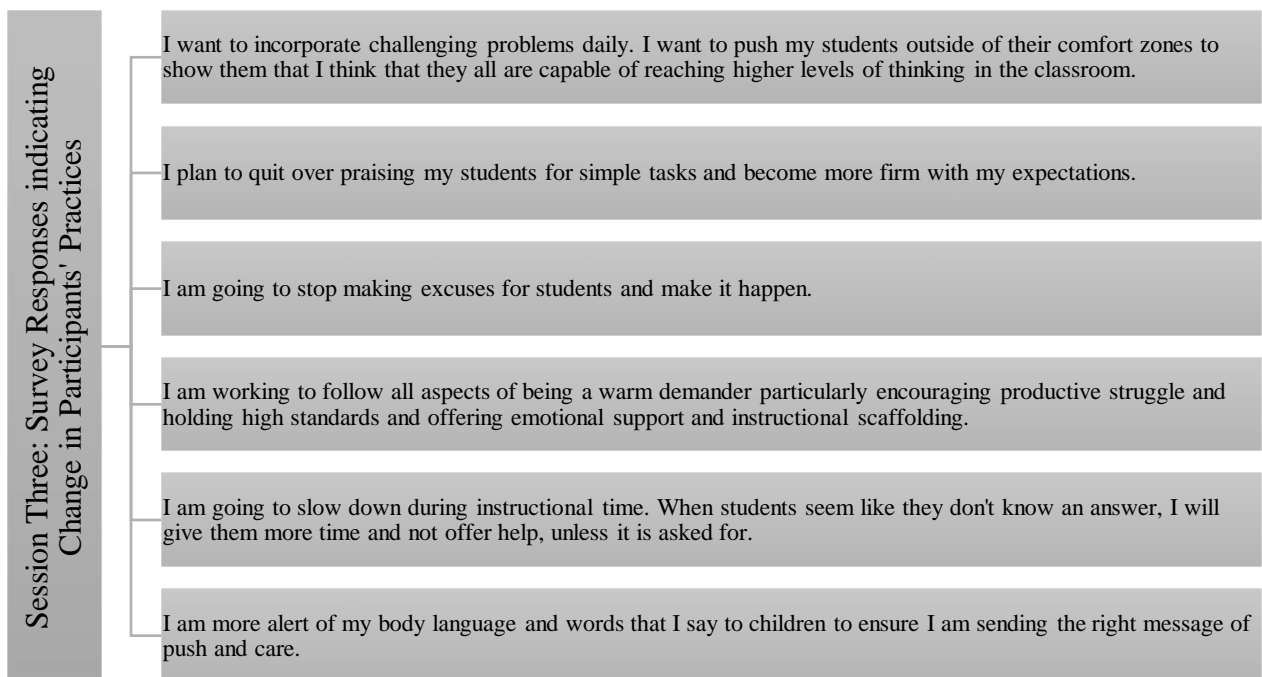 Session Three: Survey Responses indicating
Change in Participants' Practices
I want to incorporate challenging problems daily. I want to push my students outside of their comfort zones to
show them that I think that they all are capable of reaching higher levels of thinking in the classroom.
I plan to quit over praising my students for simple tasks and become more firm with my expectations.
I am going to stop making excuses for students and make it happen.
I am working to follow all aspects of being a warm demander particularly encouraging productive struggle and
holding high standards and offering emotional support and instructional scaffolding.
I am going to slow down during instructional time. When students seem like they don't know an answer, I will
give them more time and not offer help, unless it is asked for.
I am more alert of my body language and words that I say to children to ensure I am sending the right message of
push and care.